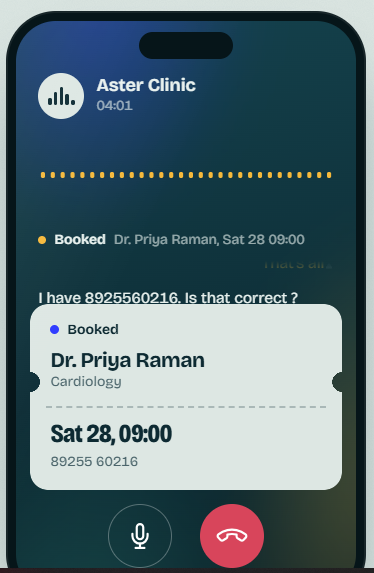 Aster Clinic
04:01
Booked Dr. Priya Raman, Sat 28 09:00
That's all.
I have 8925560216. Is that correct ?
Booked
Dr. Priya Raman
Cardiology
Sat 28, 09:00
89255 60216